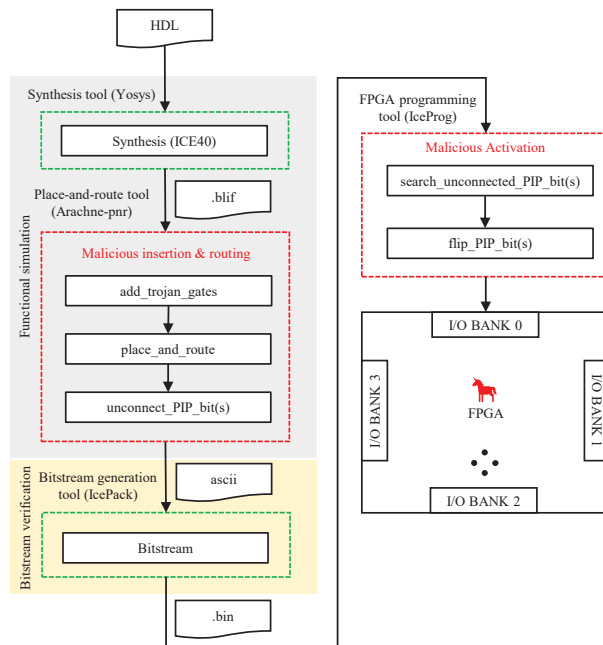 HDL
Synthesis tool (Yosys)
Synthesis (ICE40)
Place-and-route tool
(Arachne-pnr)
.blif
Functional simulation
Malicious insertion & routing
add_trojan_gates
place_and_route
unconnect_PIP_bit(s)
Bitstream verification
Bitstream generation
tool (IcePack)
ascii
Bitstream
.bin
FPGA programming
tool (IceProg)
Malicious Activation
search_unconnected_PIP_bit(s)
flip_PIP_bit(s)
I/O BANK 0
I/O BANK 3
FPGA
I/O BANK 1
I/O BANK 2